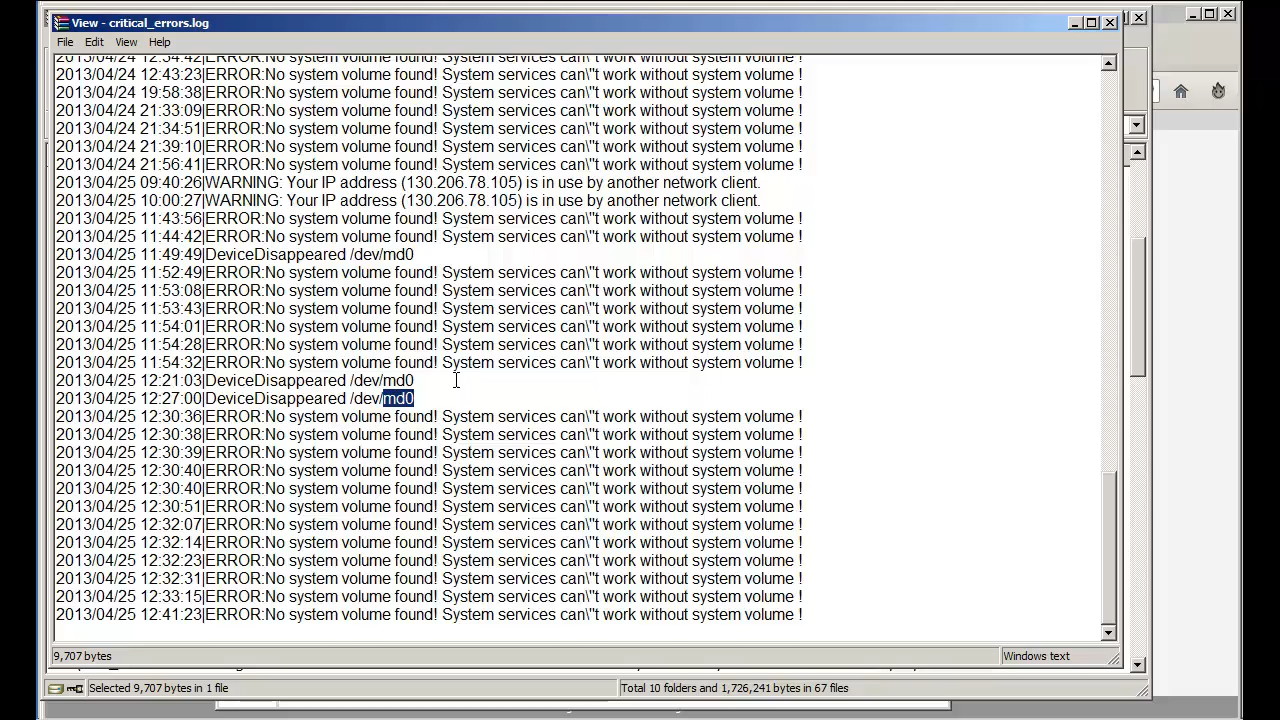 View - critical_errors.log
File Edit View Help
2013/04/24 12:34:42|ERROR:No system volume found! System services can\"t work without system volume !
2013/04/24 12:43:23|ERROR:No system volume found! System services can\"t work without system volume !
2013/04/24 19:58:38|ERROR:No system volume found! System services can\"t work without system volume !
2013/04/24 21:33:09|ERROR:No system volume found! System services can\"t work without system volume !
2013/04/24 21:34:51|ERROR:No system volume found! System services can\"t work without system volume !
2013/04/24 21:39:10|ERROR:No system volume found! System services can\"t work without system volume !
2013/04/24 21:56:41|ERROR:No system volume found! System services can\"t work without system volume !
2013/04/25 09:40:26|WARNING: Your IP address (130.206.78.105) is in use by another network client.
2013/04/25 10:00:27|WARNING: Your IP address (130.206.78.105) is in use by another network client.
2013/04/25 11:43:56|ERROR:No system volume found! System services can\"t work without system volume !
2013/04/25 11:44:42|ERROR:No system volume found! System services can\"t work without system volume !
2013/04/25 11:49:49|DeviceDisappeared /dev/md0
2013/04/25 11:52:49|ERROR:No system volume found! System services can\"t work without system volume !
2013/04/25 11:53:08|ERROR:No system volume found! System services can\"t work without system volume !
2013/04/25 11:53:43|ERROR:No system volume found! System services can\"t work without system volume !
2013/04/25 11:54:01|ERROR:No system volume found! System services can\"t work without system volume !
2013/04/25 11:54:28|ERROR:No system volume found! System services can\"t work without system volume !
2013/04/25 11:54:32|ERROR:No system volume found! System services can\"t work without system volume !
2013/04/25 12:21:03|DeviceDisappeared /dev/md0
2013/04/25 12:27:00|DeviceDisappeared /dev/md0
2013/04/25 12:30:36|ERROR:No system volume found! System services can\"t work without system volume !
2013/04/25 12:30:38|ERROR:No system volume found! System services can\"t work without system volume !
2013/04/25 12:30:39|ERROR:No system volume found! System services can\"t work without system volume !
2013/04/25 12:30:40|ERROR:No system volume found! System services can\"t work without system volume !
2013/04/25 12:30:40|ERROR:No system volume found! System services can\"t work without system volume !
2013/04/25 12:30:51|ERROR:No system volume found! System services can\"t work without system volume !
2013/04/25 12:32:07|ERROR:No system volume found! System services can\"t work without system volume !
2013/04/25 12:32:14|ERROR:No system volume found! System services can\"t work without system volume !
2013/04/25 12:32:23|ERROR:No system volume found! System services can\"t work without system volume !
2013/04/25 12:32:31|ERROR:No system volume found! System services can\"t work without system volume !
2013/04/25 12:33:15|ERROR:No system volume found! System services can\"t work without system volume !
2013/04/25 12:41:23|ERROR:No system volume found! System services can\"t work without system volume !
9,707 bytes Windows text
Selected 9,707 bytes in 1 file Total 10 folders and 1,726,241 bytes in 67 files